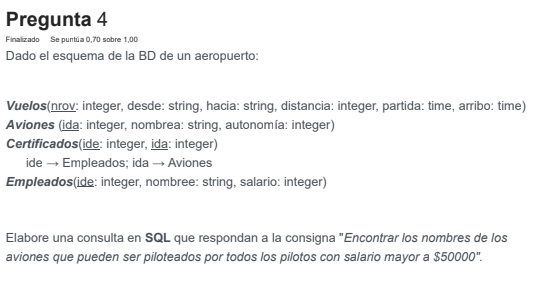 Pregunta 4
Finalizado Se puntúa 0,70 sobre 1,00
Dado el esquema de la BD de un aeropuerto:
Vuelos(nrov: integer, desde: string, hacia: string, distancia: integer, partida: time, arribo: time)
Aviones (ida: integer, nombrea: string, autonomía: integer)
Certificados(ide: integer, ida: integer)
ide → Empleados; ida → Aviones
Empleados(ide: integer, nombree: string, salario: integer)
Elabore una consulta en SQL que respondan a la consigna "Encontrar los nombres de los
aviones que pueden ser piloteados por todos los pilotos con salario mayor a $50000".